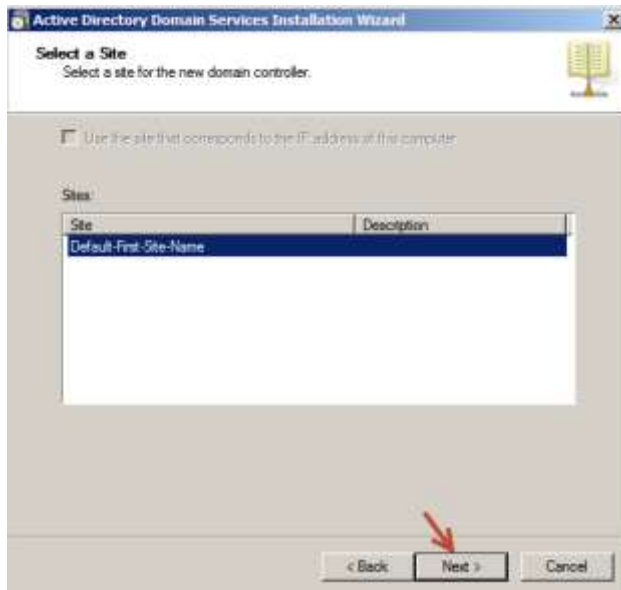 Active Directory Domain Services Installation Wizard
Select a Site
Select a site for the new domain controller.
Use the site that corresponds to the IP address of this computer
Sites:
Site Description
Default-First-Site-Name
< Back Next > Cancel